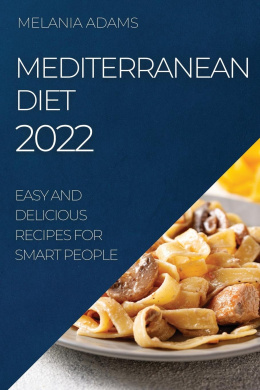 MELANIA ADAMS
MEDITERRANEAN
DIET
2022
EASY AND
DELICIOUS
RECIPES FOR
SMART PEOPLE